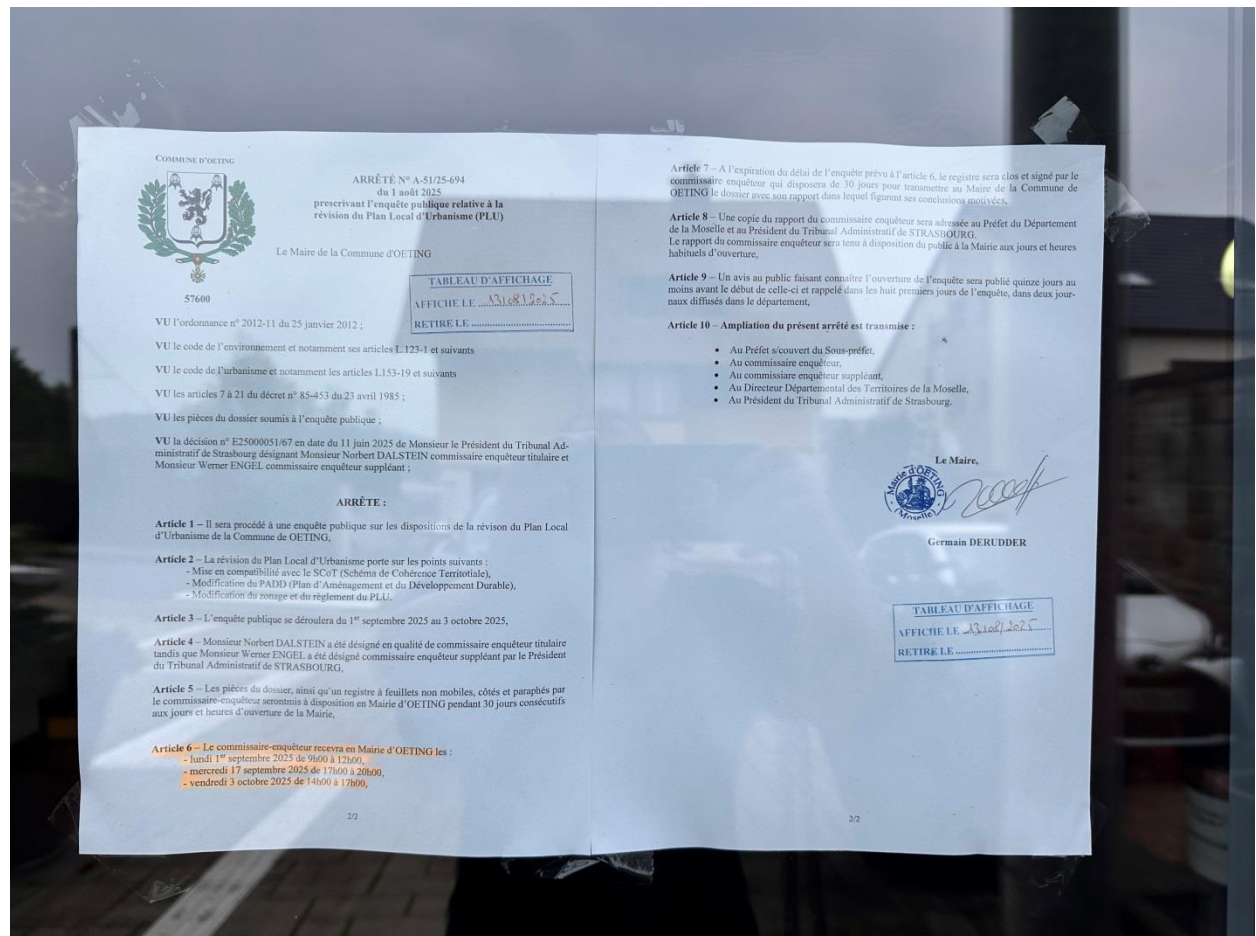 COMMUNE D'OETING
ARRÊTÉ N° A-51/25-694
du 1 août 2025
prescrivant l'enquête publique relative à la
révision du Plan Local d'Urbanisme (PLU)
Le Maire de la Commune d'OETING
57600
TABLEAU D'AFFICHAGE
AFFICHE LE 13/08/2025
RETIRE LE
VU l'ordonnance n° 2012-11 du 25 janvier 2012 ;
VU le code de l'environnement et notamment ses articles L.123-1 et suivants
VU le code de l'urbanisme et notamment les articles L153-19 et suivants
VU les articles 7 à 21 du décret n° 85-453 du 23 avril 1985 ;
VU les pièces du dossier soumis à l'enquête publique ;
VU la décision n° E25000051/67 en date du 11 juin 2025 de Monsieur le Président du Tribunal Ad-
ministratif de Strasbourg désignant Monsieur Norbert DALSTEIN commissaire enquêteur titulaire et
Monsieur Werner ENGEL commissaire enquêteur suppléant ;
ARRÊTE :
Article 1 – Il sera procédé à une enquête publique sur les dispositions de la révison du Plan Local
d'Urbanisme de la Commune de OETING,
Article 2 – La révision du Plan Local d'Urbanisme porte sur les points suivants :
- Mise en compatibilité avec le SCoT (Schéma de Cohérence Territotiale),
- Modification du PADD (Plan d'Aménagement et du Développement Durable),
- Modification du zonage et du règlement du PLU.
Article 3 – L'enquête publique se déroulera du 1er septembre 2025 au 3 octobre 2025,
Article 4 – Monsieur Norbert DALSTEIN a été désigné en qualité de commissaire enquêteur titulaire
tandis que Monsieur Werner ENGEL a été désigné commissaire enquêteur suppléant par le Président
du Tribunal Administratif de STRASBOURG,
Article 5 – Les pièces du dossier, ainsi qu'un registre à feuillets non mobiles, côtés et paraphés par
le commissaire-enquêteur serontmis à disposition en Mairie d'OETING pendant 30 jours consécutifs
aux jours et heures d'ouverture de la Mairie,
Article 6 – Le commissaire-enquêteur recevra en Mairie d'OETING les :
- lundi 1er septembre 2025 de 9h00 à 12h00,
- mercredi 17 septembre 2025 de 17h00 à 20h00,
- vendredi 3 octobre 2025 de 14h00 à 17h00,
2/2
Article 7 – A l'expiration du délai de l'enquête prévu à l'article 6, le registre sera clos et signé par le
commissaire enquêteur qui disposera de 30 jours pour transmettre au Maire de la Commune de
OETING le dossier avec son rapport dans lequel figurent ses conclusions motivées,
Article 8 – Une copie du rapport du commissaire enquêteur sera adressée au Préfet du Département
de la Moselle et au Président du Tribunal Administratif de STRASBOURG.
Le rapport du commissaire enquêteur sera tenu à disposition du public à la Mairie aux jours et heures
habituels d'ouverture,
Article 9 – Un avis au public faisant connaître l'ouverture de l'enquête sera publié quinze jours au
moins avant le début de celle-ci et rappelé dans les huit premiers jours de l'enquête, dans deux jour-
naux diffusés dans le département,
Article 10 – Ampliation du présent arrêté est transmise :
• Au Préfet s/couvert du Sous-préfet,
• Au commissaire enquêteur,
• Au commissiare enquêteur suppléant,
• Au Directeur Départemental des Territoires de la Moselle,
• Au Président du Tribunal Administratif de Strasbourg.
Le Maire,
Mairie d'OETING
(Moselle)
Germain DERUDDER
TABLEAU D'AFFICHAGE
AFFICHE LE 13/08/2025
RETIRE LE
2/2